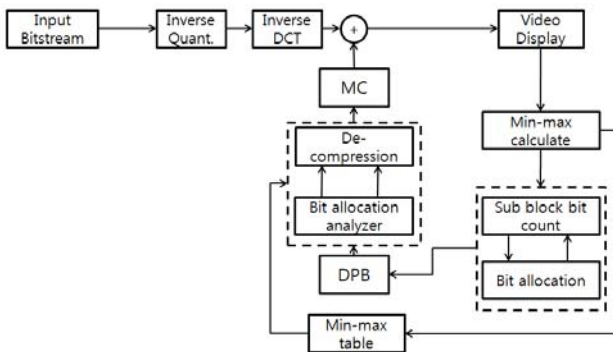 Input
Bitstream
Inverse
Quant.
Inverse
DCT
+
Video
Display
MC
De-
compression
Bit allocation
analyzer
DPB
Min-max
calculate
Sub block bit
count
Bit allocation
Min-max
table